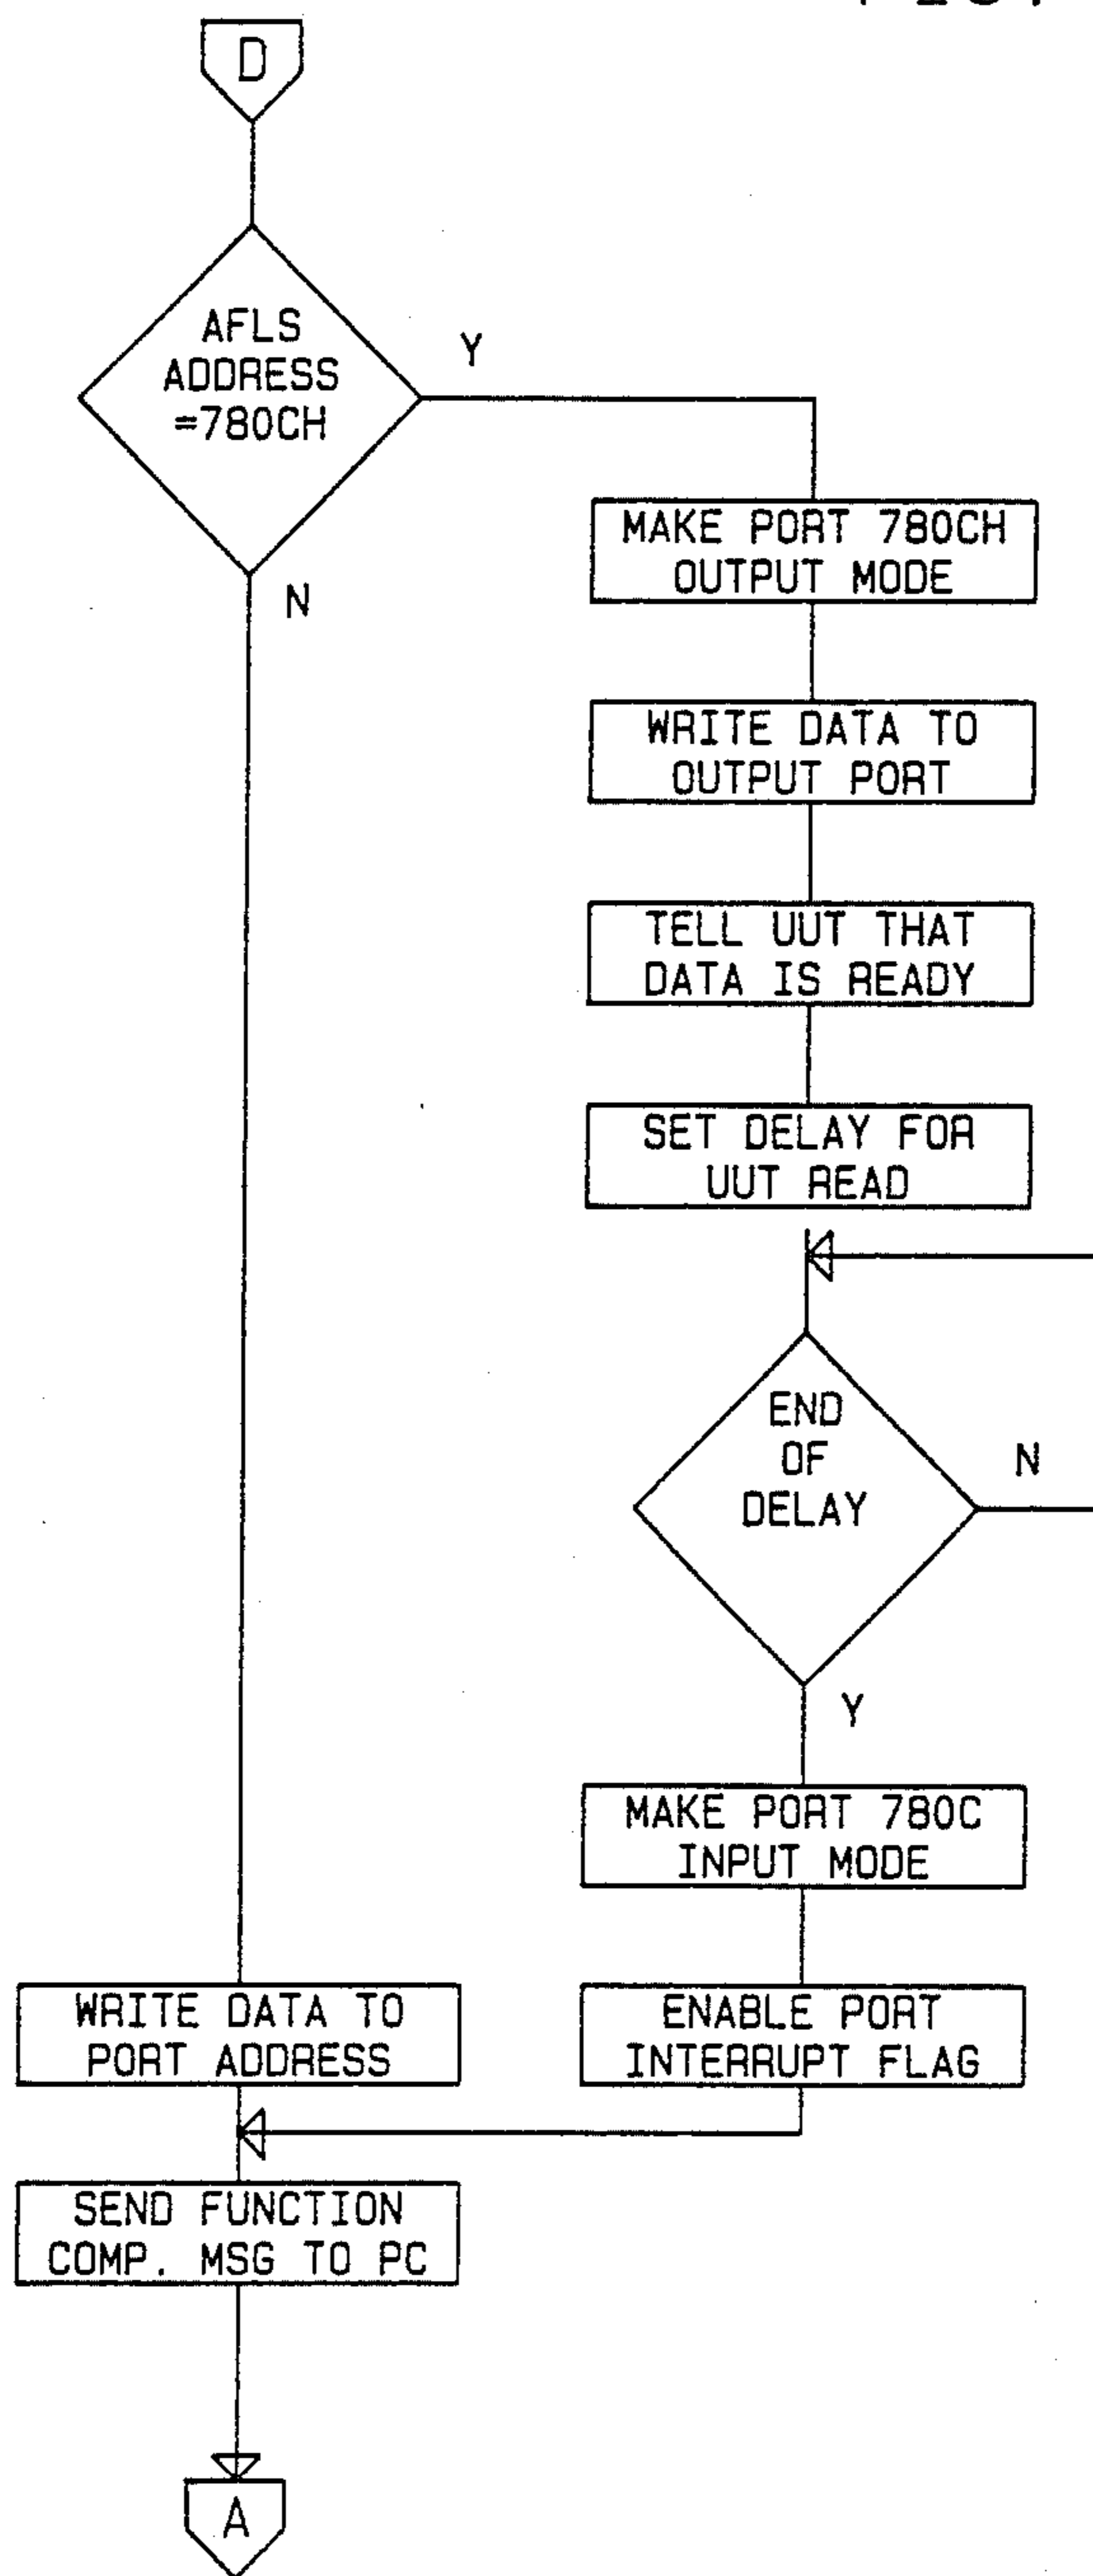 D
AFLS
ADDRESS
=780CH
Y
N
MAKE PORT 780CH
OUTPUT MODE
WRITE DATA TO
OUTPUT PORT
TELL UUT THAT
DATA IS READY
SET DELAY FOR
UUT READ
END
OF
DELAY
N
Y
MAKE PORT 780C
INPUT MODE
ENABLE PORT
INTERRUPT FLAG
WRITE DATA TO
PORT ADDRESS
SEND FUNCTION
COMP. MSG TO PC
A